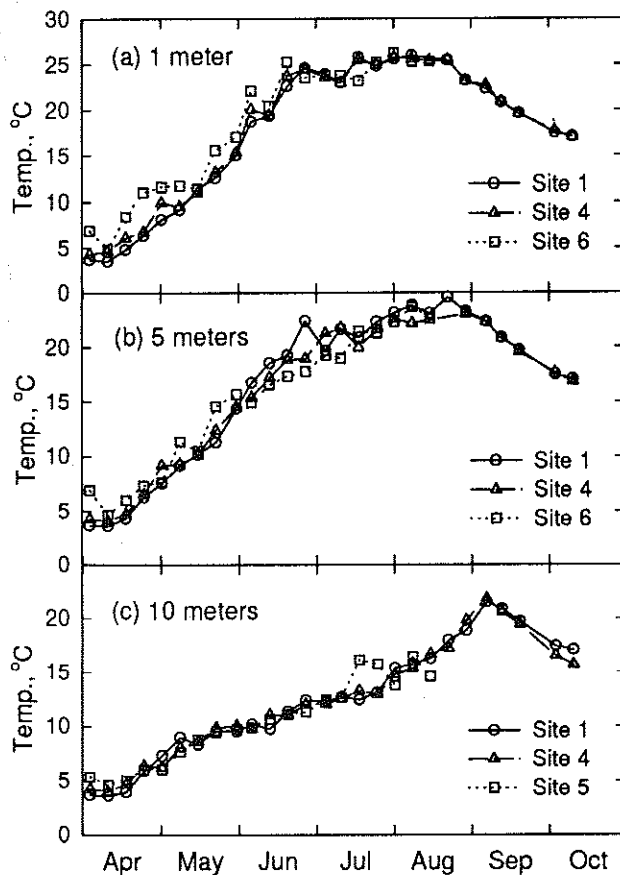 30
(a) 1 meter
25
20
15
Temp., °C
10
5
Site 1
Site 4
Site 6
0
(b) 5 meters
20
15
Temp., °C
10
5
Site 1
Site 4
Site 6
0
(c) 10 meters
20
15
Temp., °C
10
5
Site 1
Site 4
Site 5
0
Apr May Jun Jul Aug Sep Oct